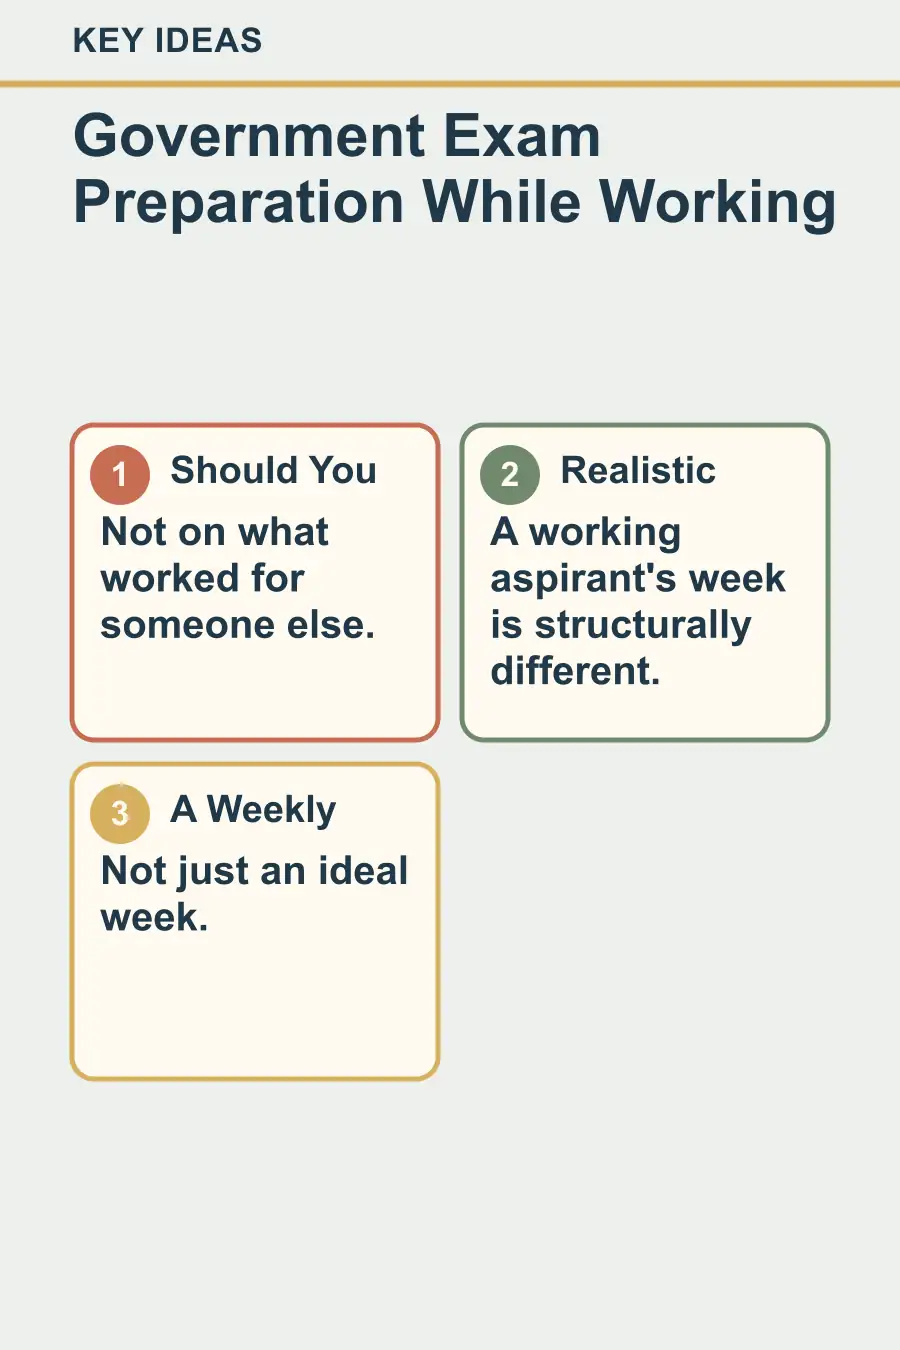 KEY IDEAS
Government Exam
Preparation While Working
1 Should You
Not on what
worked for
someone else.
2 Realistic
A working
aspirant's week
is structurally
different.
3 A Weekly
Not just an ideal
week.